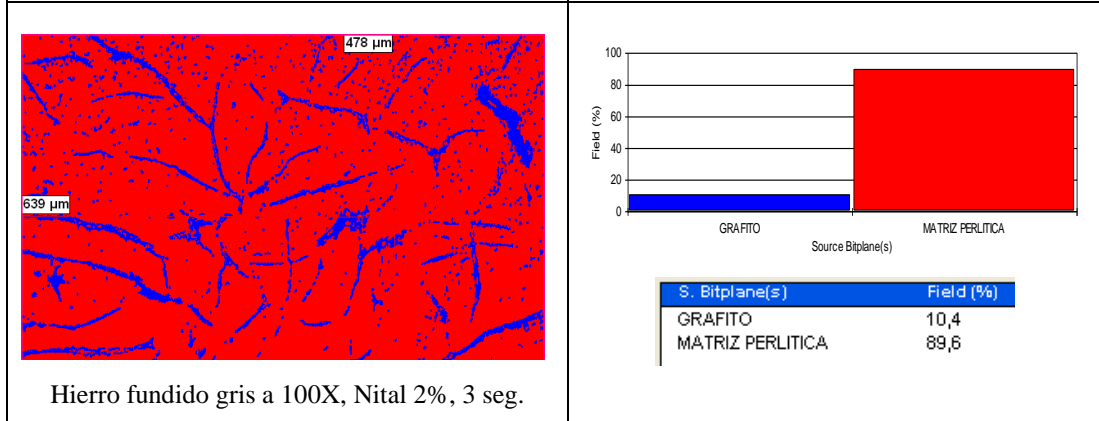 478 µm
639 µm
Hierro fundido gris a 100X, Nital 2%, 3 seg.
100
80
60
40
20
0
Field (%)
GRAFITO MATRIZ PERLITICA
Source Bitplane(s)
S. Bitplane(s) Field (%)
GRAFITO 10,4
MATRIZ PERLITICA 89,6